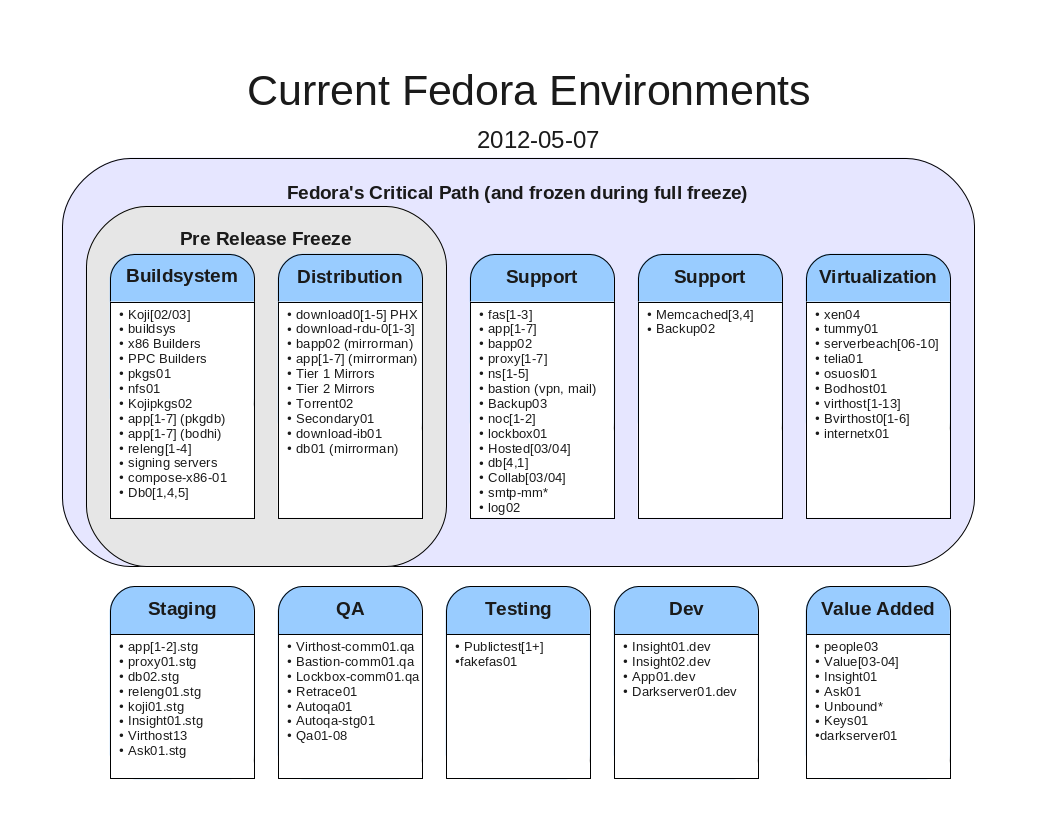 Current Fedora Environments
2012-05-07
Fedora's Critical Path (and frozen during full freeze)
Pre Release Freeze
Buildsystem
• Koji[02/03]
• buildsys
• x86 Builders
• PPC Builders
• pkgs01
• nfs01
• Kojipkgs02
• app[1-7] (pkgdb)
• app[1-7] (bodhi)
• releng[1-4]
• signing servers
• compose-x86-01
• Db0[1,4,5]
Distribution
• download0[1-5] PHX
• download-rdu-0[1-3]
• bapp02 (mirrorman)
• app[1-7] (mirrorman)
• Tier 1 Mirrors
• Tier 2 Mirrors
• Torrent02
• Secondary01
• download-ib01
• db01 (mirrorman)
Support
• fas[1-3]
• app[1-7]
• bapp02
• proxy[1-7]
• ns[1-5]
• bastion (vpn, mail)
• Backup03
• noc[1-2]
• lockbox01
• Hosted[03/04]
• db[4,1]
• Collab[03/04]
• smtp-mm*
• log02
Support
• Memcached[3,4]
• Backup02
Virtualization
• xen04
• tummy01
• serverbeach[06-10]
• telia01
• osuosl01
• Bodhost01
• virthost[1-13]
• Bvirthost0[1-6]
• internetx01
Staging
• app[1-2].stg
• proxy01.stg
• db02.stg
• releng01.stg
• koji01.stg
• Insight01.stg
• Virthost13
• Ask01.stg
QA
• Virthost-comm01.qa
• Bastion-comm01.qa
• Lockbox-comm01.qa
• Retrace01
• Autoqa01
• Autoqa-stg01
• Qa01-08
Testing
• Publictest[1+]
•fakefas01
Dev
• Insight01.dev
• Insight02.dev
• App01.dev
• Darkserver01.dev
Value Added
• people03
• Value[03-04]
• Insight01
• Ask01
• Unbound*
• Keys01
•darkserver01